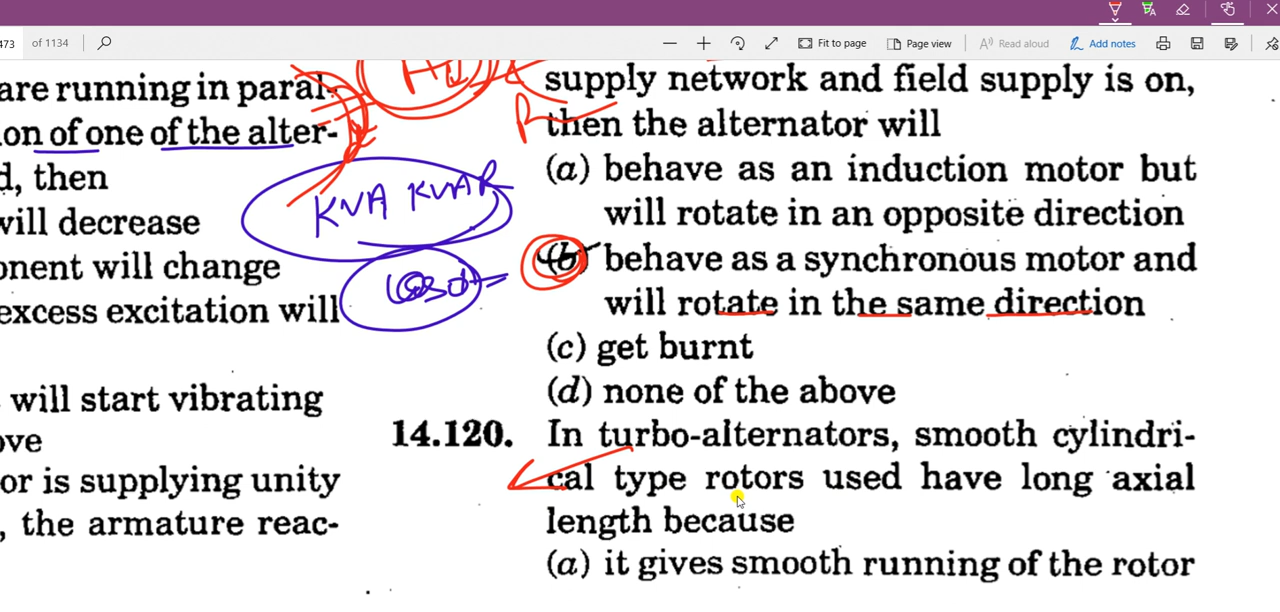 473 of 1134
Fit to page
Page view
Read aloud
Add notes
are running in paral-
on of one of the alter-
d, then
will decrease
onent will change
excess excitation will
will start vibrating
ove
or is supplying unity
, the armature reac-
KVA KVAR
supply network and field supply is on,
then the alternator will
(a) behave as an induction motor but
will rotate in an opposite direction
(b) behave as a synchronous motor and
will rotate in the same direction
(c) get burnt
(d) none of the above
14.120. In turbo-alternators, smooth cylindri-
cal type rotors used have long axial
length because
(a) it gives smooth running of the rotor